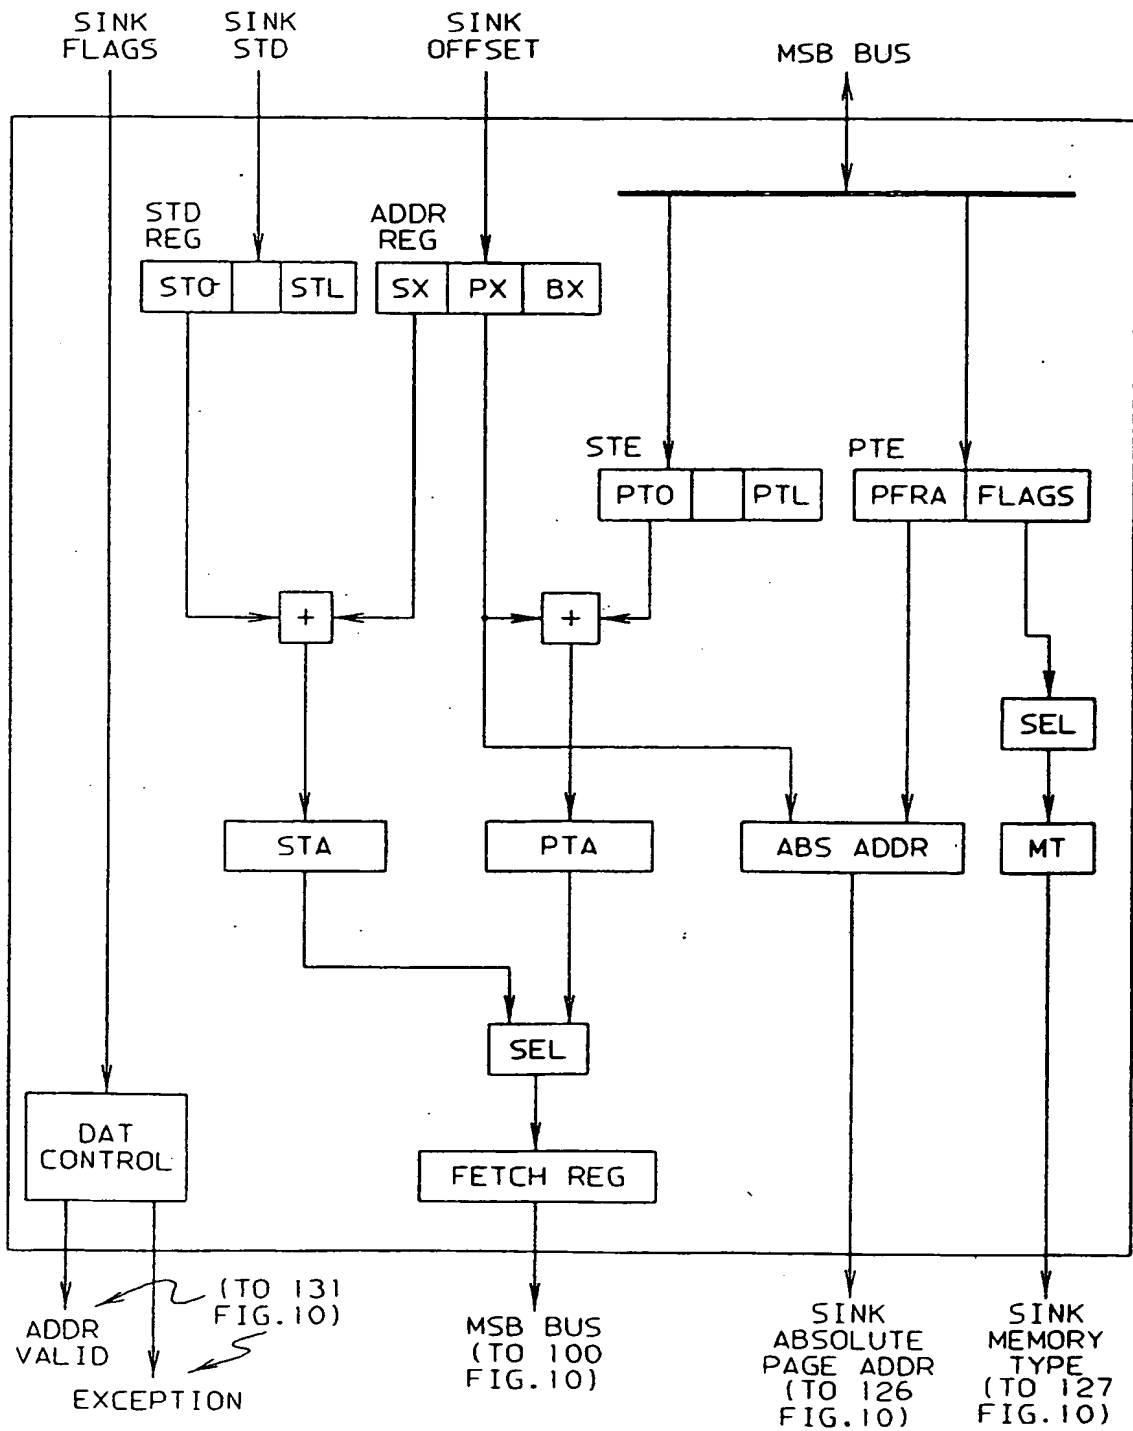 SINK
FLAGS
SINK
STD
SINK
OFFSET
MSB BUS
STD
REG
ADDR
REG
STO
STL
SX
PX
BX
STE
PTE
PTO
PTL
PFRA
FLAGS
+
+
SEL
STA
PTA
ABS ADDR
MT
SEL
DAT
CONTROL
FETCH REG
(TO 131
FIG.10)
ADDR
VALID
EXCEPTION
MSB BUS
(TO 100
FIG.10)
SINK
ABSOLUTE
PAGE ADDR
(TO 126
FIG.10)
SINK
MEMORY
TYPE
(TO 127
FIG.10)